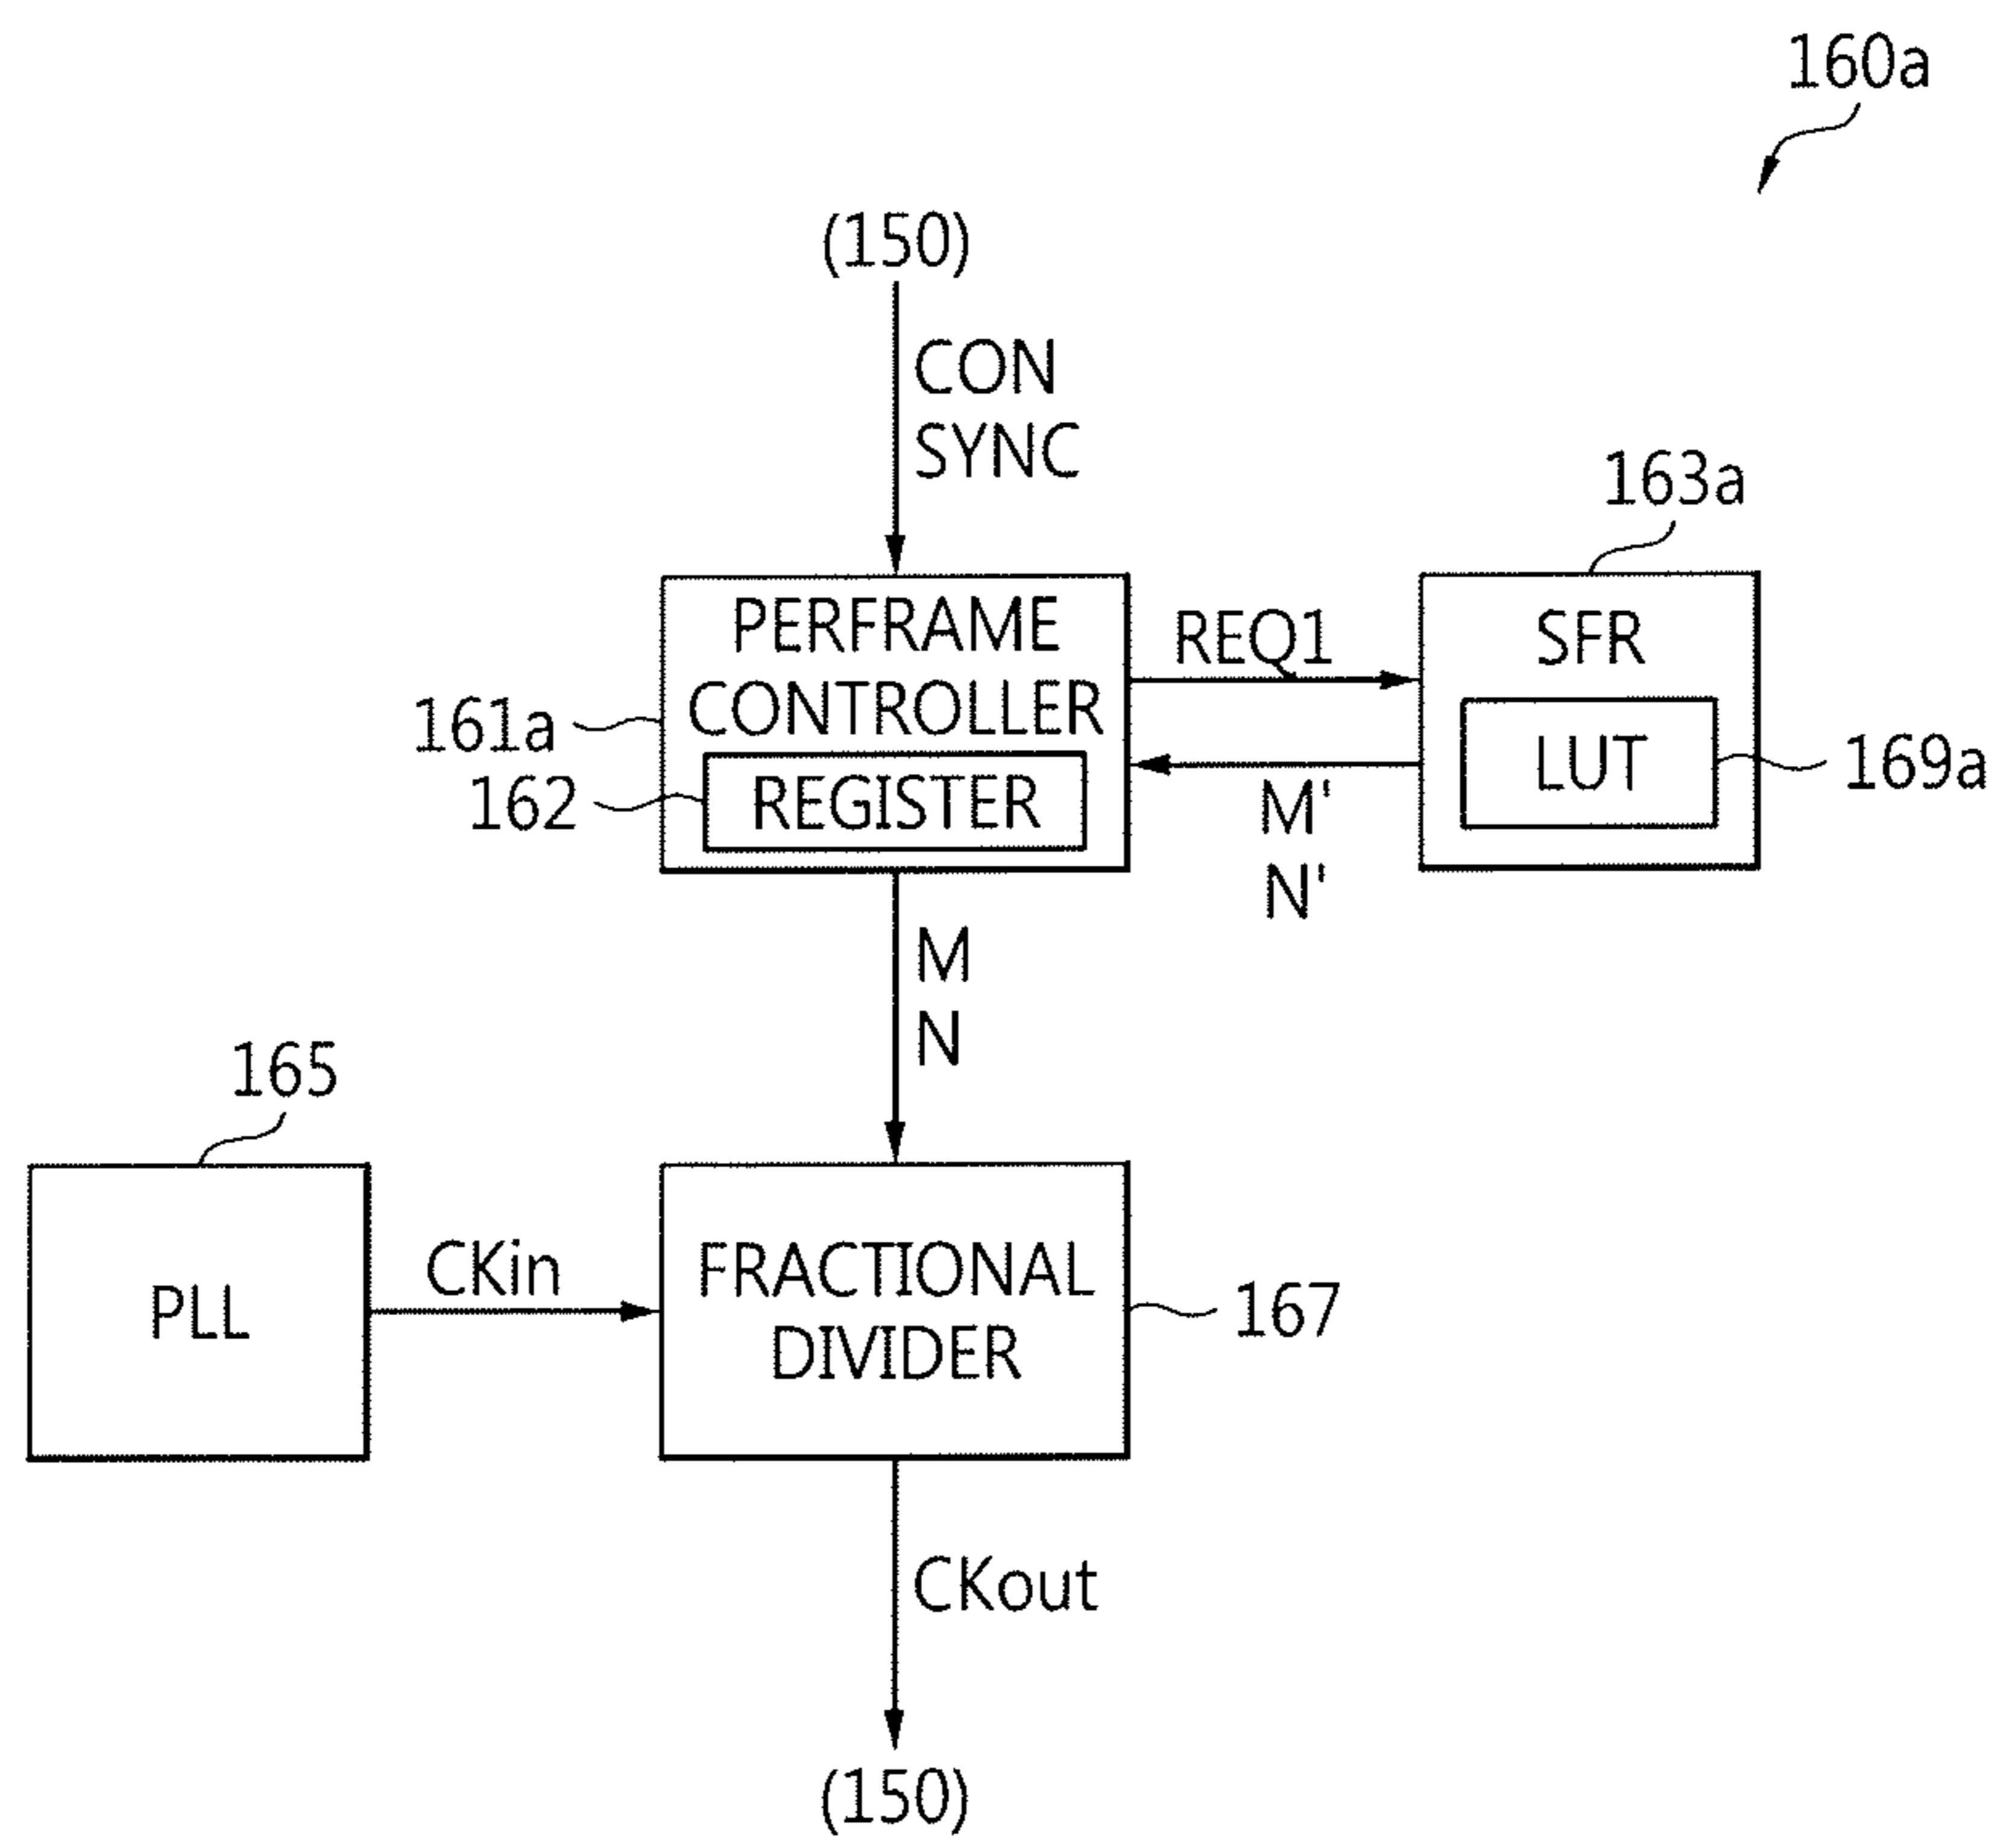 160a
(150)
CON
SYNC
163a
PERFRAME
CONTROLLER
REGISTER
161a
162
REQ1
M'
N'
SFR
LUT
169a
M
N
165
PLL
CKin
FRACTIONAL
DIVIDER
167
CKout
(150)